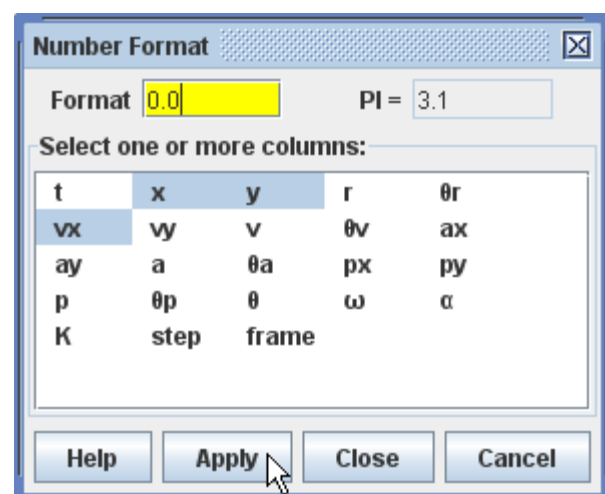 Number Format
Format 0.0 PI = 3.1
Select one or more columns:
t x y r θr
vx vy v θv ax
ay a θa px py
p θp θ ω α
K step frame
Help Apply Close Cancel